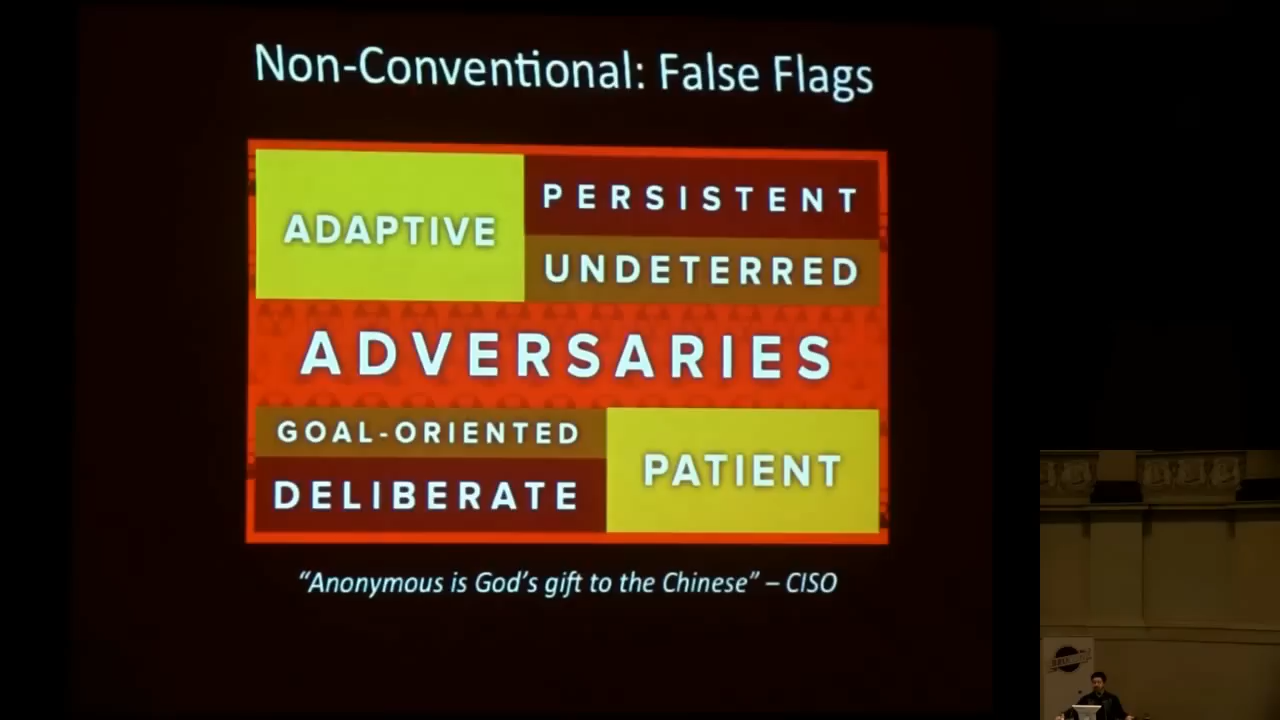 Non-Conventional: False Flags
ADAPTIVE
PERSISTENT
UNDETERRED
ADVERSARIES
GOAL-ORIENTED
DELIBERATE
PATIENT
“Anonymous is God’s gift to the Chinese” – CISO